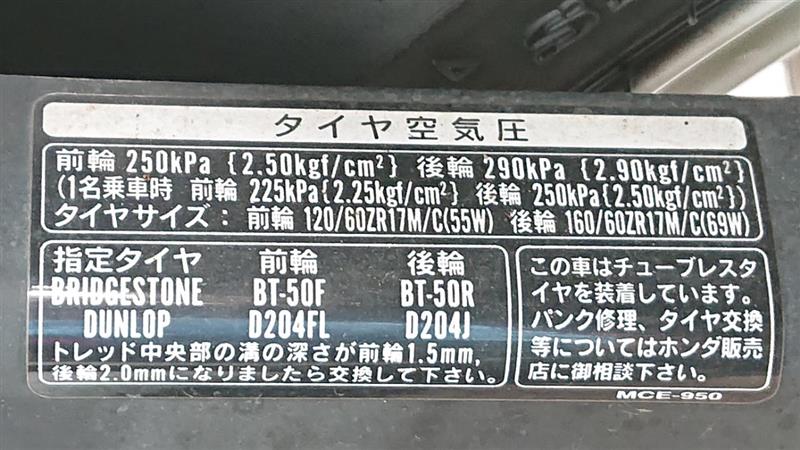 タイヤ空気圧
前輪 250kPa {2.50kgf/cm²} 後輪 290kPa {2.90kgf/cm²}
(1名乗車時 前輪 225kPa{2.25kgf/cm²} 後輪 250kPa{2.50kgf/cm²})
タイヤサイズ: 前輪 120/60ZR17M/C(55W) 後輪 160/60ZR17M/C(69W)
指定タイヤ 前輪 後輪
BRIDGESTONE BT-50F BT-50R
DUNLOP D204FL D204J
トレッド中央部の溝の深さが前輪1.5mm,
後輪2.0mmになりましたら交換して下さい。
この車はチューブレスタ
イヤを装着しています。
パンク修理、タイヤ交換
等についてはホンダ販売
店に御相談下さい。
MCE-950